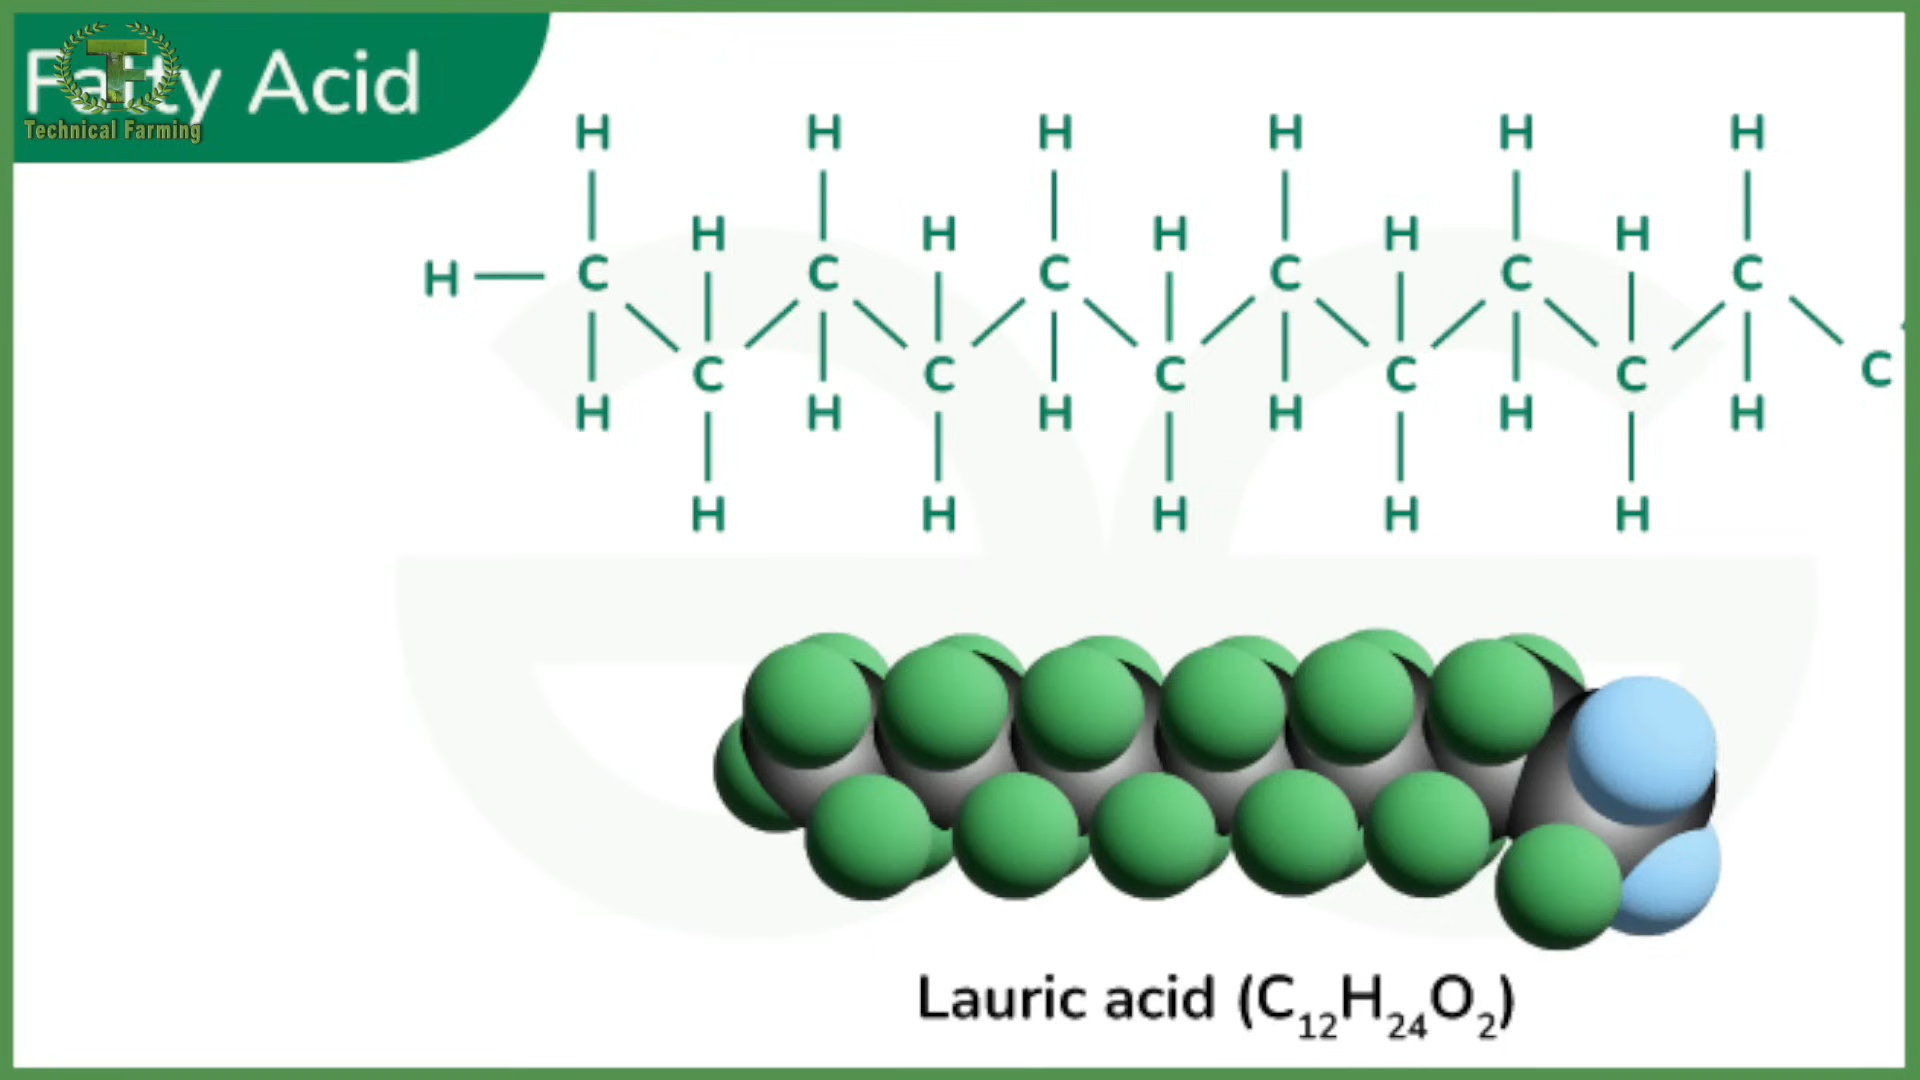 Fatty Acid
Technical Farming
H H H H H H
H H H H H
H C C C C C C
C C C C C C
H H H H H H
H H H H H
Lauric acid (C₁₂H₂₄O₂)